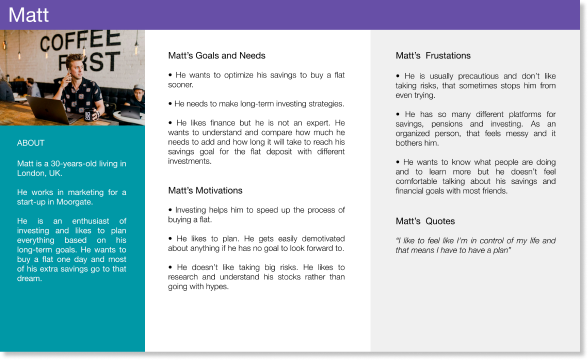 Matt
COFFEE
F RST
ABOUT
Matt is a 30-years-old living in
London, UK.
He works in marketing for a
start-up in Moorgate.
He is an enthusiast of
investing and likes to plan
everything based on his
long-term goals. He wants to
buy a flat one day and most
of his extra savings go to that
dream.
Matt's Goals and Needs
• He wants to optimize his savings to buy a flat
sooner.
• He needs to make long-term investing strategies.
• He likes finance but he is not an expert. He
wants to understand and compare how much he
needs to add and how long it will take to reach his
savings goal for the flat deposit with different
investments.
Matt's Motivations
• Investing helps him to speed up the process of
buying a flat.
• He likes to plan. He gets easily demotivated
about anything if he has no goal to look forward to.
• He doesn't like taking big risks. He likes to
research and understand his stocks rather than
going with hypes.
Matt's Frustations
• He is usually precautious and don't like
taking risks, that sometimes stops him from
even trying.
• He has so many different platforms for
savings, pensions and investing. As an
organized person, that feels messy and it
bothers him.
• He wants to know what people are doing
and to learn more but he doesn't feel
comfortable talking about his savings and
financial goals with most friends.
Matt's Quotes
"I like to feel like I'm in control of my life and
that means I have to have a plan"